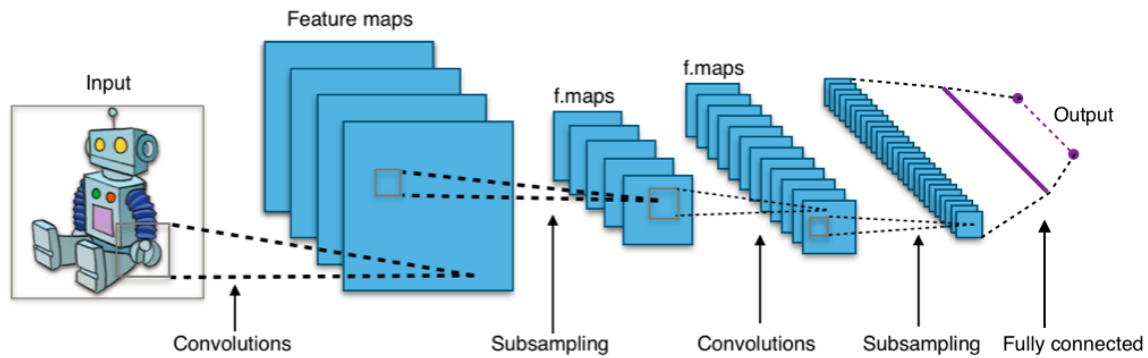 Feature maps
Input
f.maps
f.maps
Output
Convolutions
Subsampling
Convolutions
Subsampling
Fully connected